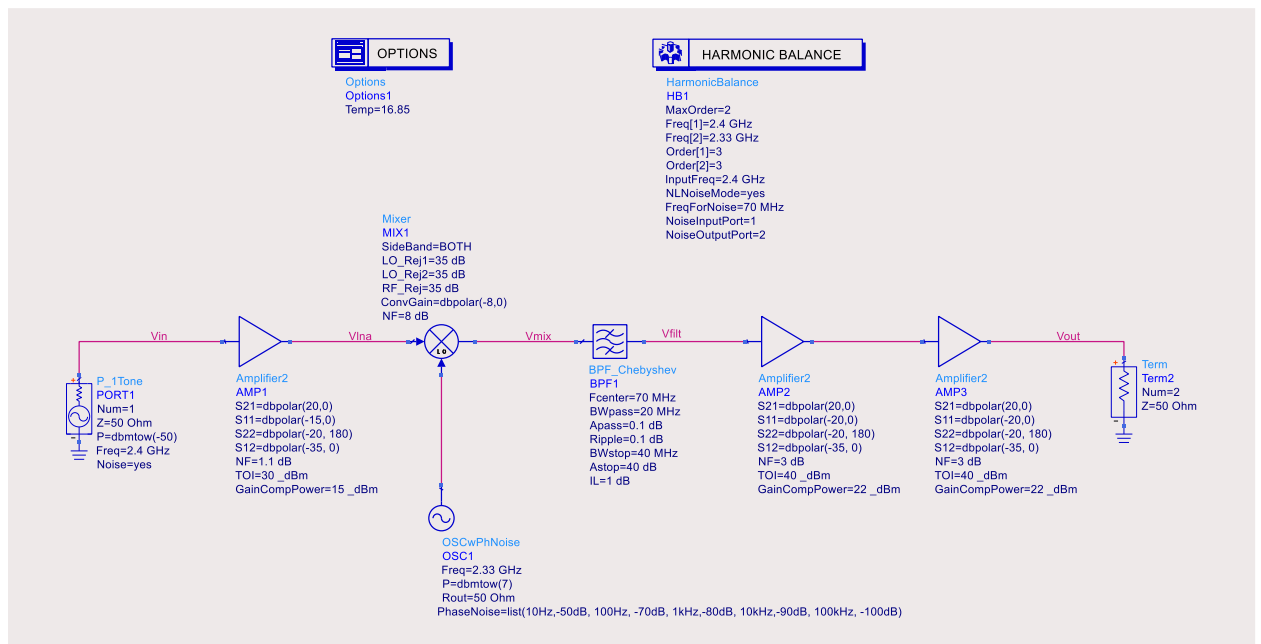 OPTIONS
Options
Options1
Temp=16.85
HARMONIC BALANCE
HarmonicBalance
HB1
MaxOrder=2
Freq[1]=2.4 GHz
Freq[2]=2.33 GHz
Order[1]=3
Order[2]=3
InputFreq=2.4 GHz
NLNoiseMode=yes
FreqForNoise=70 MHz
NoiseInputPort=1
NoiseOutputPort=2
Mixer
MIX1
SideBand=BOTH
LO_Rej1=35 dB
LO_Rej2=35 dB
RF_Rej=35 dB
ConvGain=dbpolar(-8,0)
NF=8 dB
Vin
Vlna
LO
Vmix
Vfilt
Vout
P_1Tone
PORT1
Num=1
Z=50 Ohm
P=dbmtow(-50)
Freq=2.4 GHz
Noise=yes
Amplifier2
AMP1
S21=dbpolar(20,0)
S11=dbpolar(-15,0)
S22=dbpolar(-20, 180)
S12=dbpolar(-35, 0)
NF=1.1 dB
TOI=30 _dBm
GainCompPower=15 _dBm
BPF_Chebyshev
BPF1
Fcenter=70 MHz
BWpass=20 MHz
Apass=0.1 dB
Ripple=0.1 dB
BWstop=40 MHz
Astop=40 dB
IL=1 dB
Amplifier2
AMP2
S21=dbpolar(20,0)
S11=dbpolar(-20,0)
S22=dbpolar(-20, 180)
S12=dbpolar(-35, 0)
NF=3 dB
TOI=40 _dBm
GainCompPower=22 _dBm
Amplifier2
AMP3
S21=dbpolar(20,0)
S11=dbpolar(-20,0)
S22=dbpolar(-20, 180)
S12=dbpolar(-35, 0)
NF=3 dB
TOI=40 _dBm
GainCompPower=22 _dBm
Term
Term2
Num=2
Z=50 Ohm
OSCwPhNoise
OSC1
Freq=2.33 GHz
P=dbmtow(7)
Rout=50 Ohm
PhaseNoise=list(10Hz,-50dB, 100Hz, -70dB, 1kHz,-80dB, 10kHz,-90dB, 100kHz, -100dB)